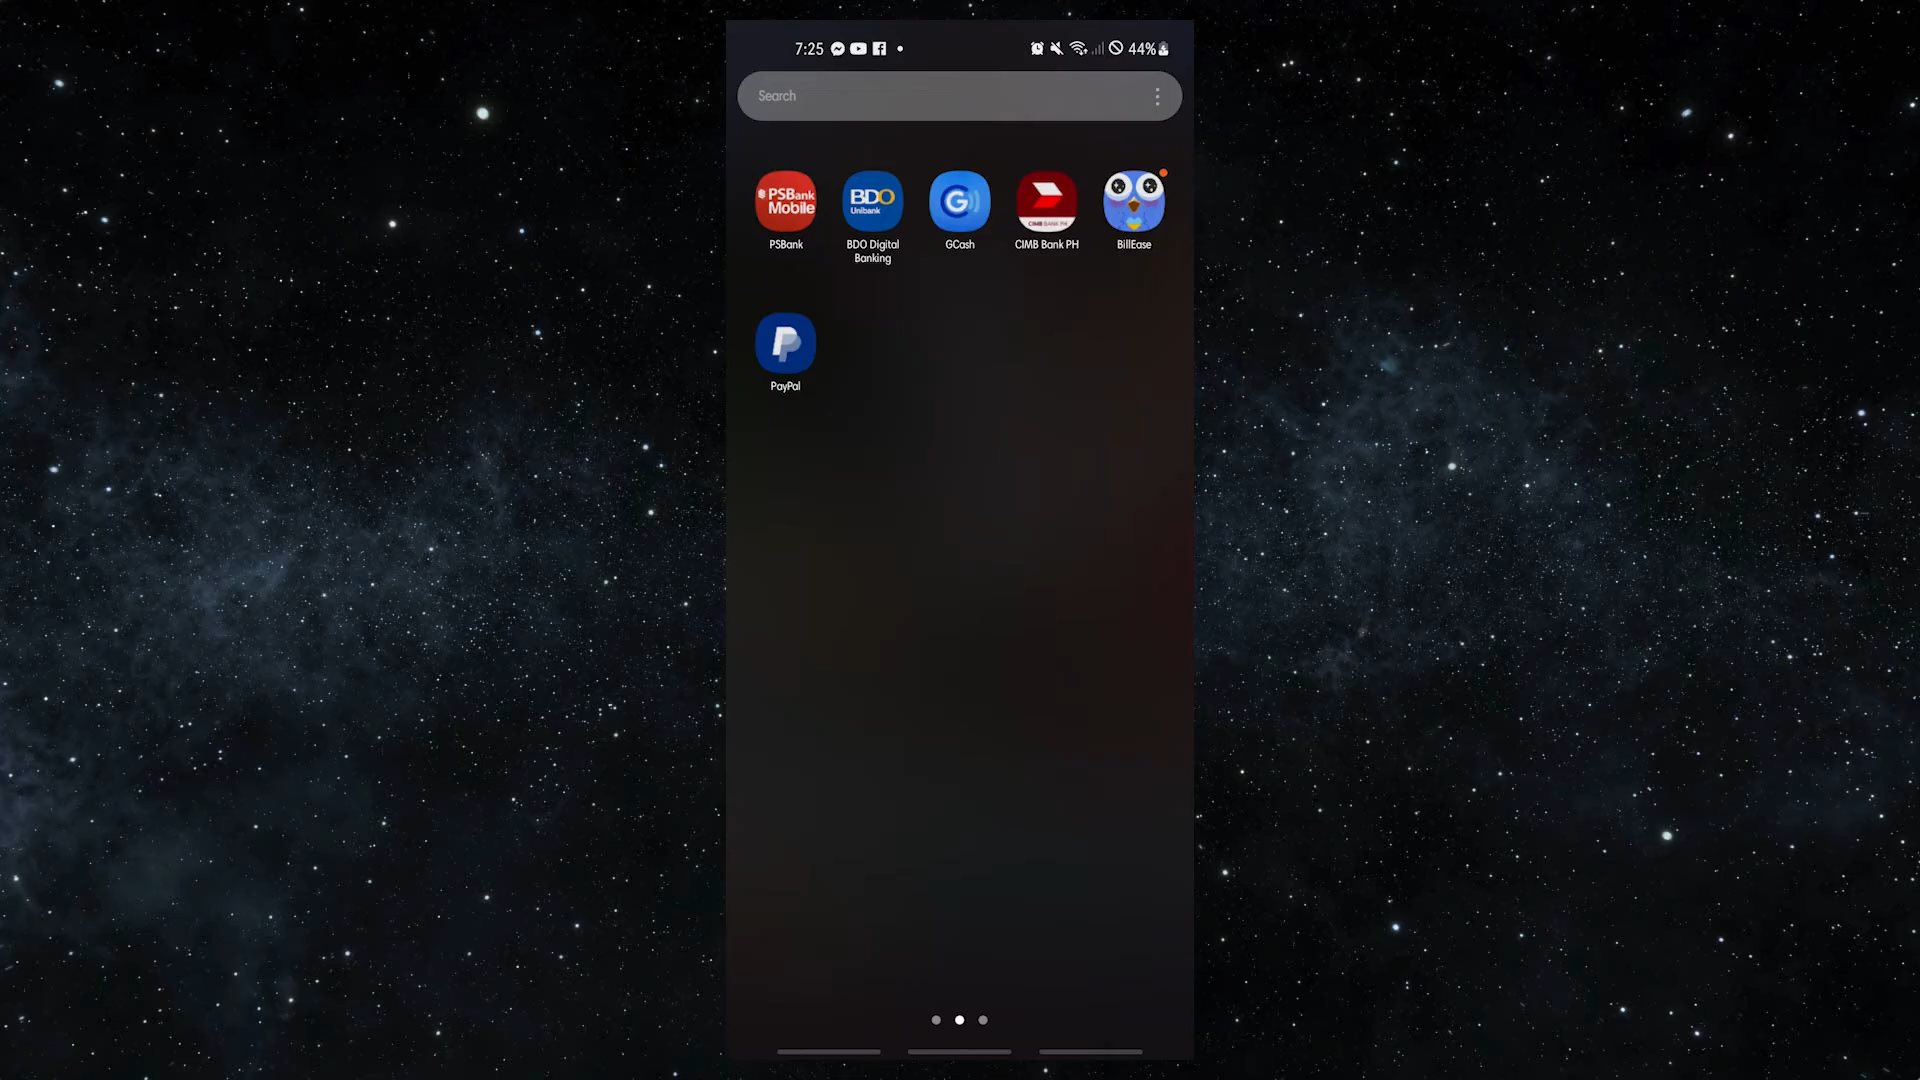 7:25
44%
Search
PSBank
Mobile
BDO
Unibank
G
CIMB BANK PH
PSBank
BDO Digital
Banking
GCash
CIMB Bank PH
BillEase
PayPal